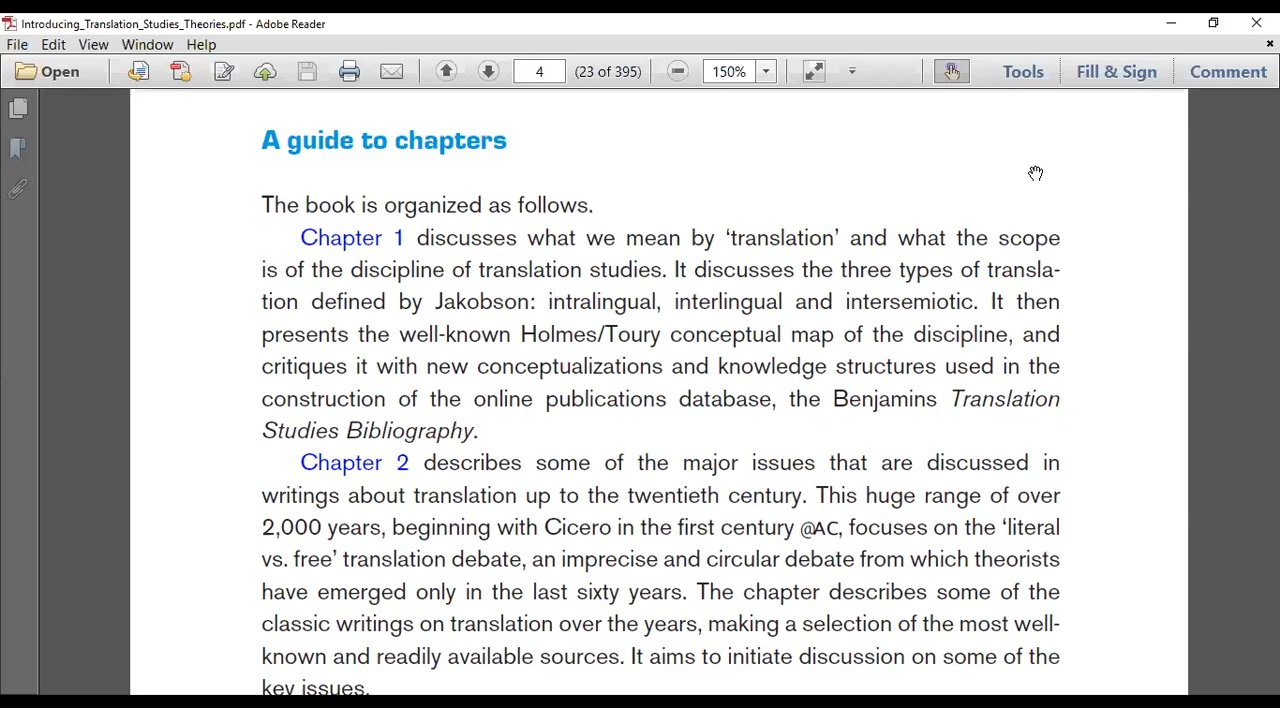 Introducing_Translation_Studies_Theories.pdf - Adobe Reader
File Edit View Window Help
Open 4 (23 of 395) 150% Tools Fill & Sign Comment
A guide to chapters
The book is organized as follows.
Chapter 1 discusses what we mean by ‘translation’ and what the scope
is of the discipline of translation studies. It discusses the three types of transla-
tion defined by Jakobson: intralingual, interlingual and intersemiotic. It then
presents the well-known Holmes/Toury conceptual map of the discipline, and
critiques it with new conceptualizations and knowledge structures used in the
construction of the online publications database, the Benjamins Translation
Studies Bibliography.
Chapter 2 describes some of the major issues that are discussed in
writings about translation up to the twentieth century. This huge range of over
2,000 years, beginning with Cicero in the first century @AC, focuses on the ‘literal
vs. free’ translation debate, an imprecise and circular debate from which theorists
have emerged only in the last sixty years. The chapter describes some of the
classic writings on translation over the years, making a selection of the most well-
known and readily available sources. It aims to initiate discussion on some of the
key issues.